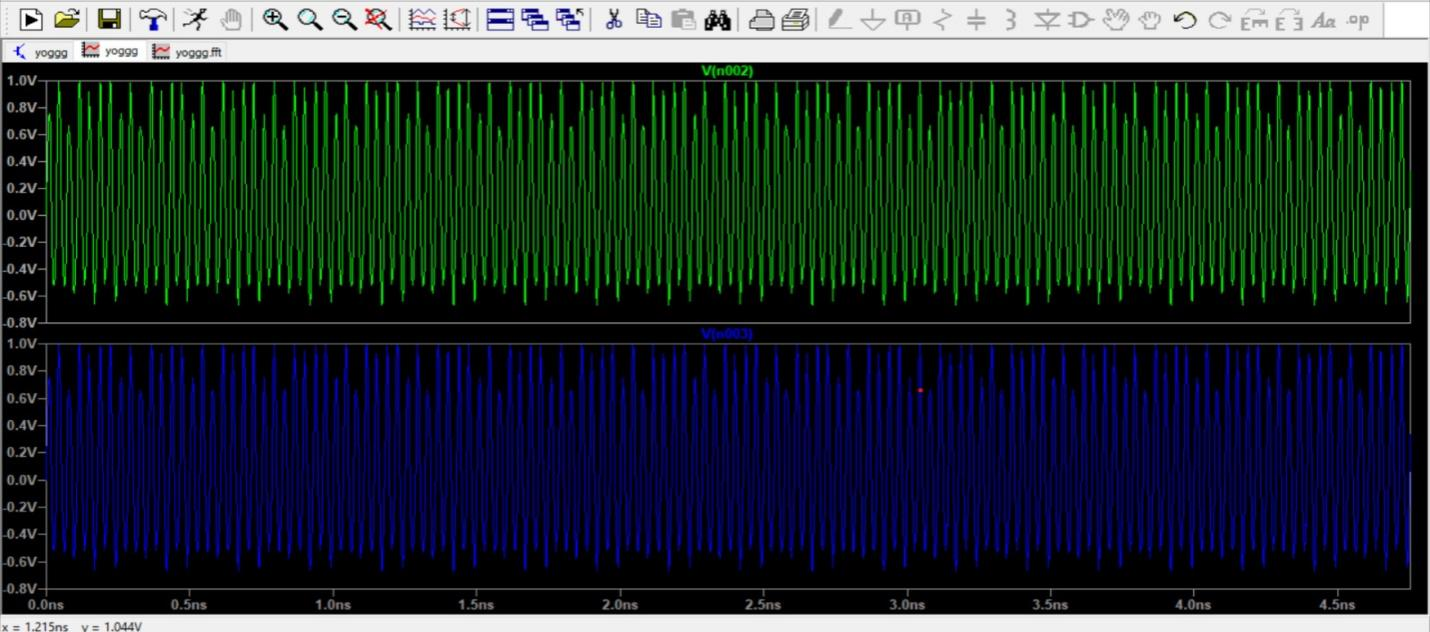 yoggg yoggg yoggg.fft
V(n002)
1.0V
0.8V
0.6V
0.4V
0.2V
0.0V
-0.2V
-0.4V
-0.6V
-0.8V
V(n003)
1.0V
0.8V
0.6V
0.4V
0.2V
0.0V
-0.2V
-0.4V
-0.6V
-0.8V
0.0ns 0.5ns 1.0ns 1.5ns 2.0ns 2.5ns 3.0ns 3.5ns 4.0ns 4.5ns
x = 1.215ns y = 1.044V